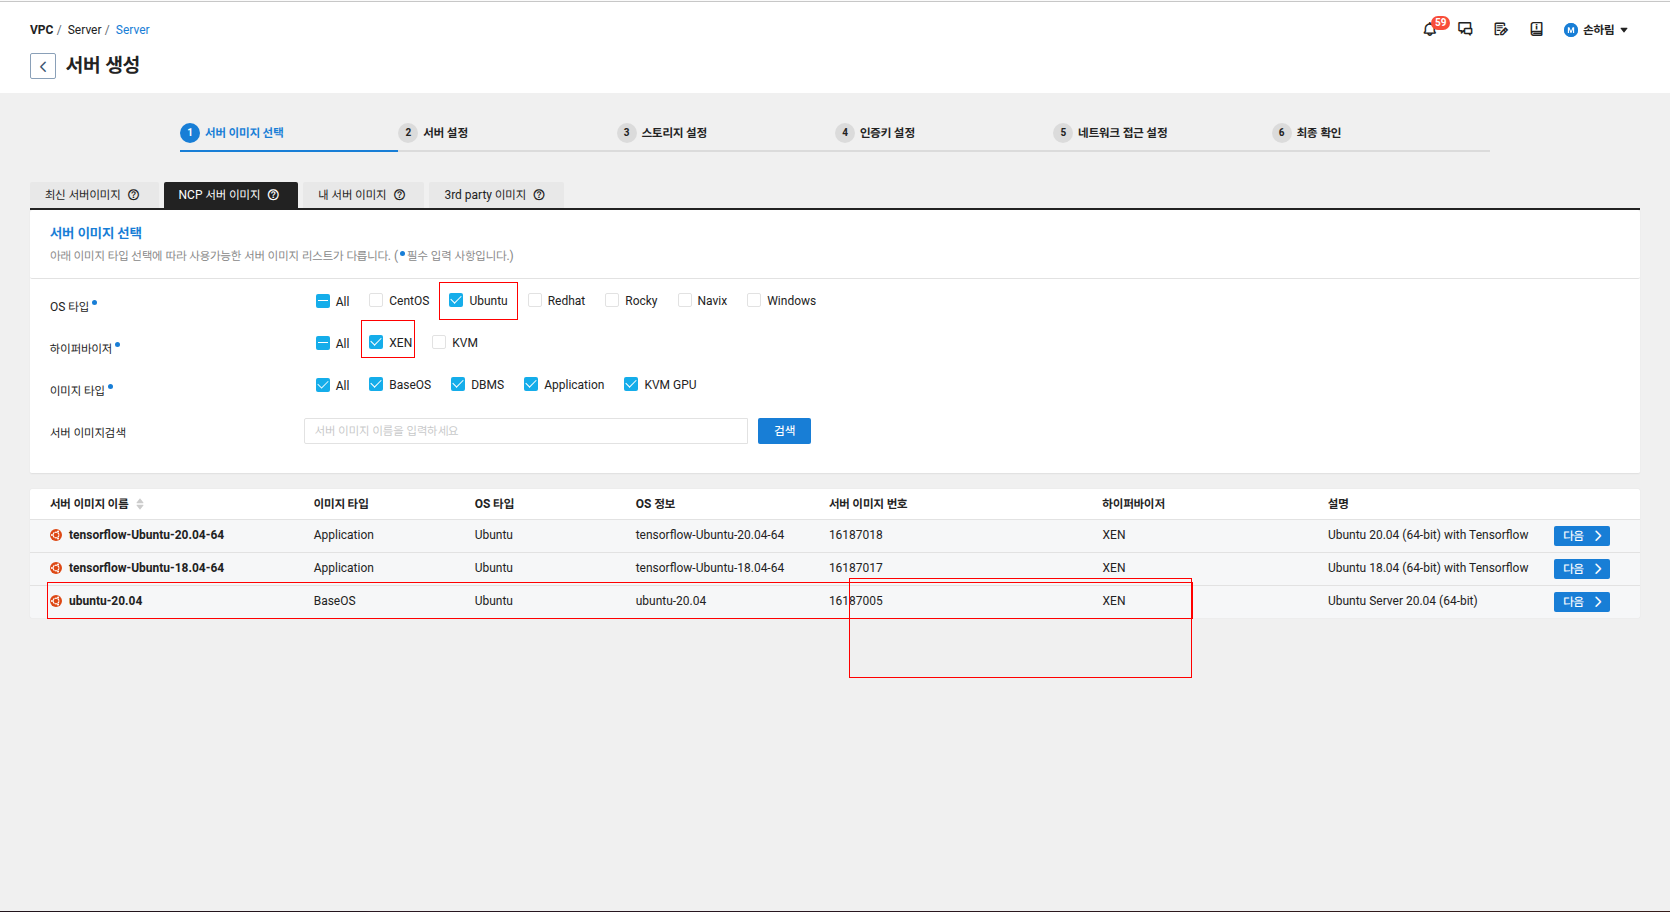 VPC / Server / Server
59
M 손하림
서버 생성
1 서버 이미지 선택
2 서버 설정
3 스토리지 설정
4 인증키 설정
5 네트워크 접근 설정
6 최종 확인
최신 서버이미지 ?
NCP 서버 이미지 ?
내 서버 이미지 ?
3rd party 이미지 ?
서버 이미지 선택
아래 이미지 타입 선택에 따라 사용가능한 서버 이미지 리스트가 다릅니다. (●필수 입력 사항입니다.)
OS 타입 All CentOS Ubuntu Redhat Rocky Navix Windows
하이퍼바이저 All XEN KVM
이미지 타입 All BaseOS DBMS Application KVM GPU
서버 이미지검색 서버 이미지 이름을 입력하세요 검색
서버 이미지 이름 이미지 타입 OS 타입 OS 정보 서버 이미지 번호 하이퍼바이저 설명
tensorflow-Ubuntu-20.04-64 Application Ubuntu tensorflow-Ubuntu-20.04-64 16187018 XEN Ubuntu 20.04 (64-bit) with Tensorflow 다음 >
tensorflow-Ubuntu-18.04-64 Application Ubuntu tensorflow-Ubuntu-18.04-64 16187017 XEN Ubuntu 18.04 (64-bit) with Tensorflow 다음 >
ubuntu-20.04 BaseOS Ubuntu ubuntu-20.04 16187005 XEN Ubuntu Server 20.04 (64-bit) 다음 >